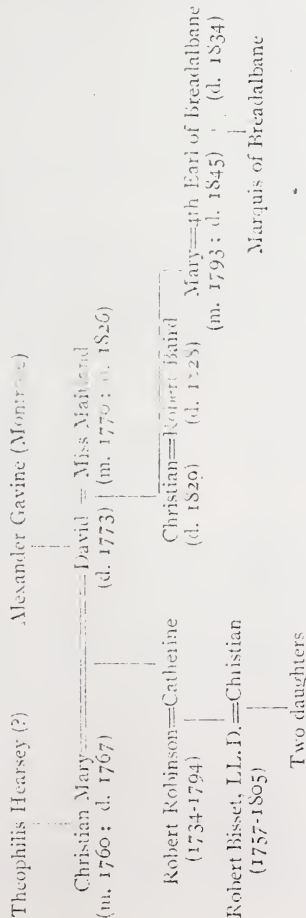 Theophilis Hearsey (?) Alexander Gavine
Christian Mary=David = Miss Maitland
(m. 1760; d. 1767) (d. 1773) (m. 1770; d. 1826)
Robert Robinson=Catherine Christian=Robert Baird Mary=4th Earl of Breadalbane
(1734-1794) (d. 1829) (d. 1828) (m. 1793; d. 1845) (d. 1834)
Robert Bisset, LL.D.=Christian Marquis of Breadalbane
(1757-1805)
Two daughters